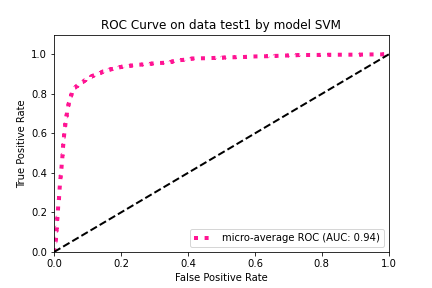 ROC Curve on data test1 by model SVM
True Positive Rate
1.0
0.8
0.6
0.4
0.2
0.0
micro-average ROC (AUC: 0.94)
0.0 0.2 0.4 0.6 0.8 1.0
False Positive Rate